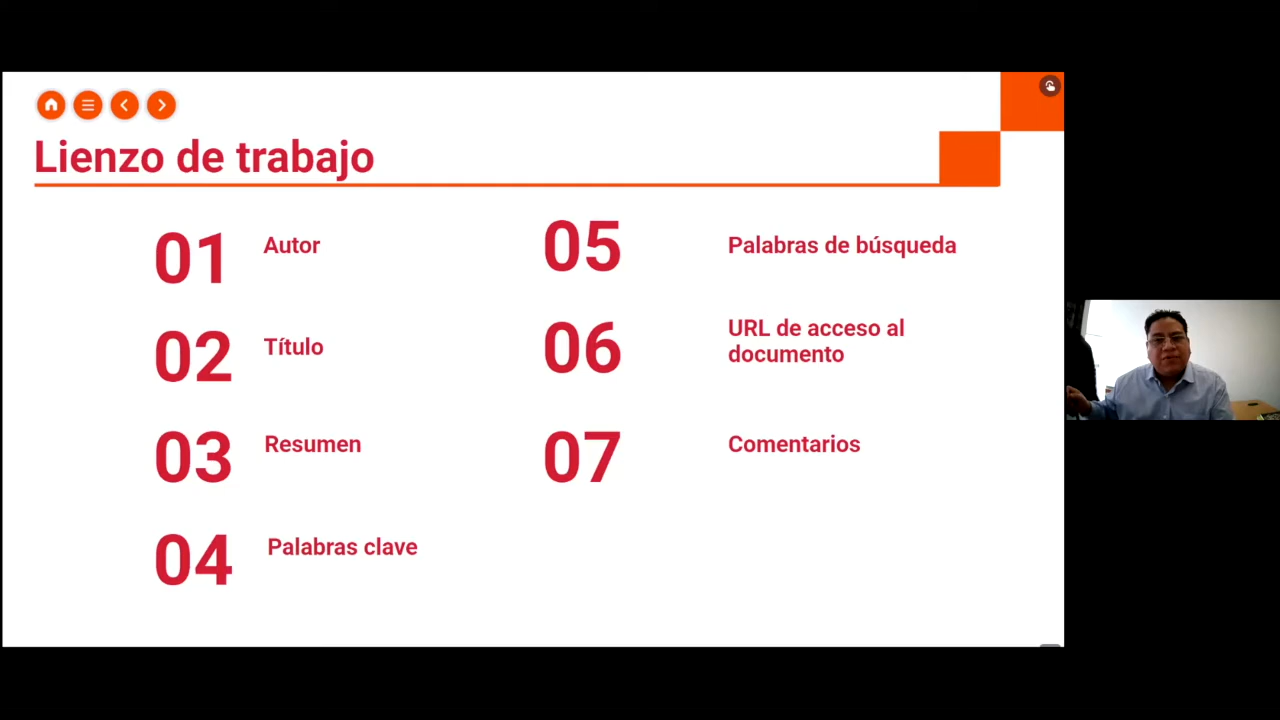 Lienzo de trabajo
01 Autor
02 Título
03 Resumen
04 Palabras clave
05 Palabras de búsqueda
06 URL de acceso al
documento
07 Comentarios